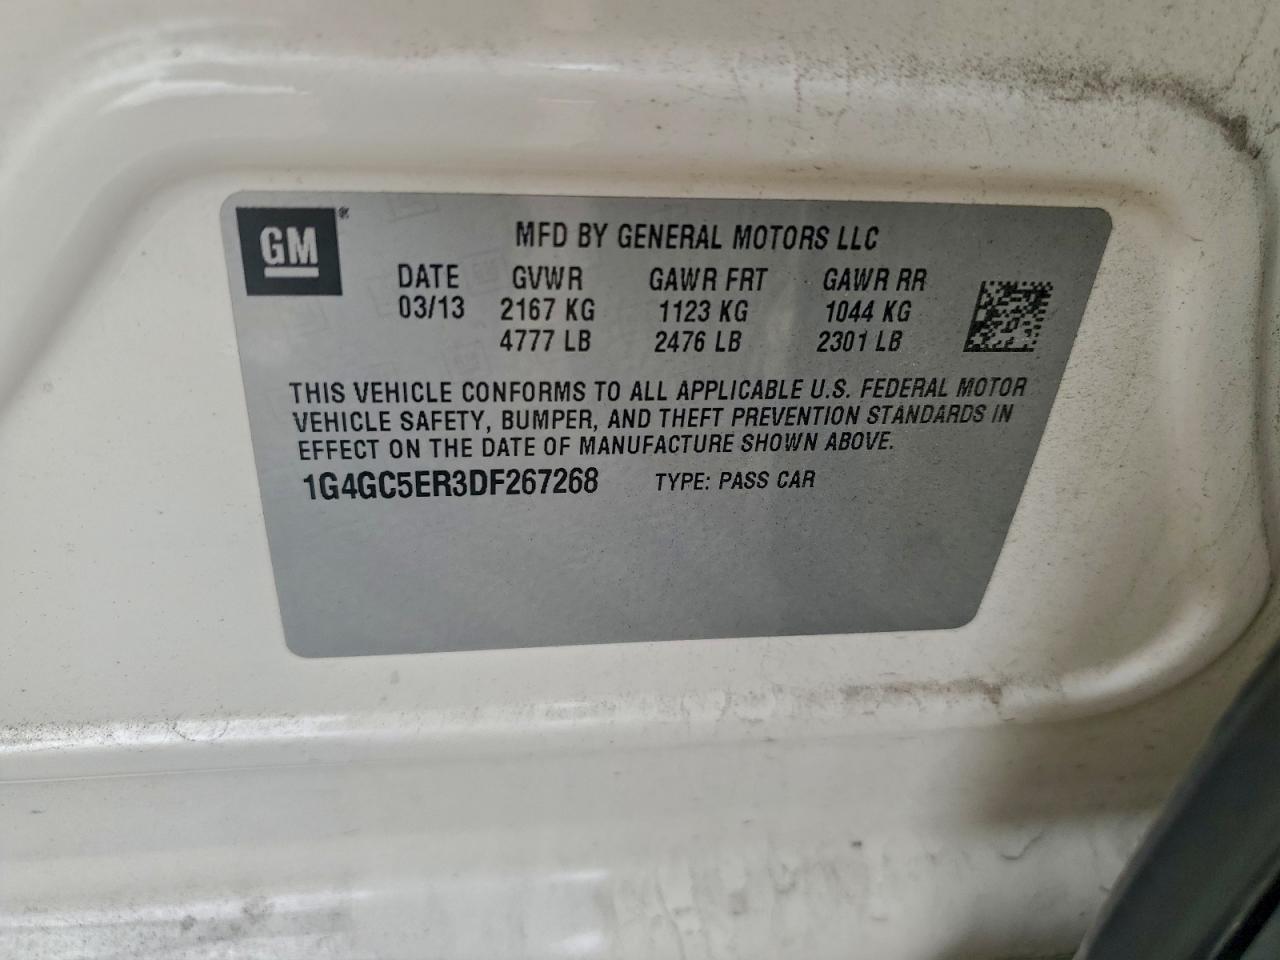 GM®
MFD BY GENERAL MOTORS LLC
DATE GVWR GAWR FRT GAWR RR
03/13 2167 KG 1123 KG 1044 KG
4777 LB 2476 LB 2301 LB
THIS VEHICLE CONFORMS TO ALL APPLICABLE U.S. FEDERAL MOTOR
VEHICLE SAFETY, BUMPER, AND THEFT PREVENTION STANDARDS IN
EFFECT ON THE DATE OF MANUFACTURE SHOWN ABOVE.
1G4GC5ER3DF267268 TYPE: PASS CAR